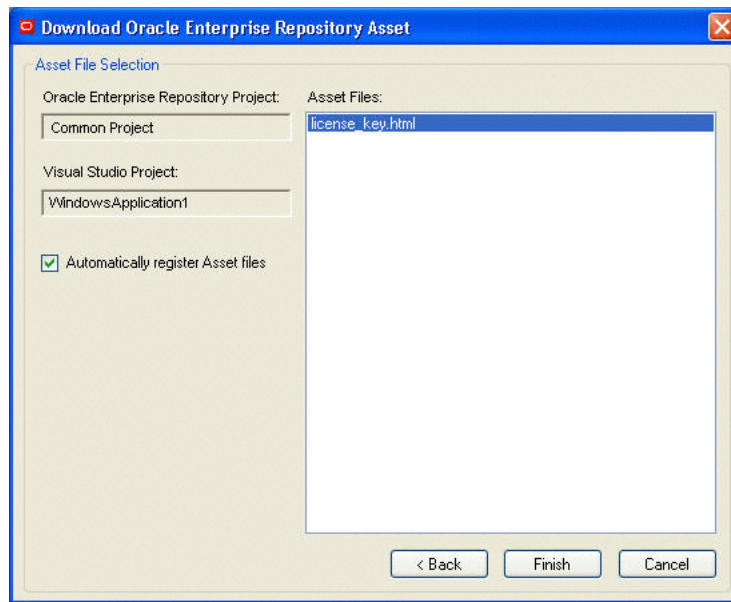 Download Oracle Enterprise Repository Asset
Asset File Selection
Oracle Enterprise Repository Project:
Common Project
Visual Studio Project:
WindowsApplication1
Automatically register Asset files
Asset Files:
license_key.html
< Back
Finish
Cancel